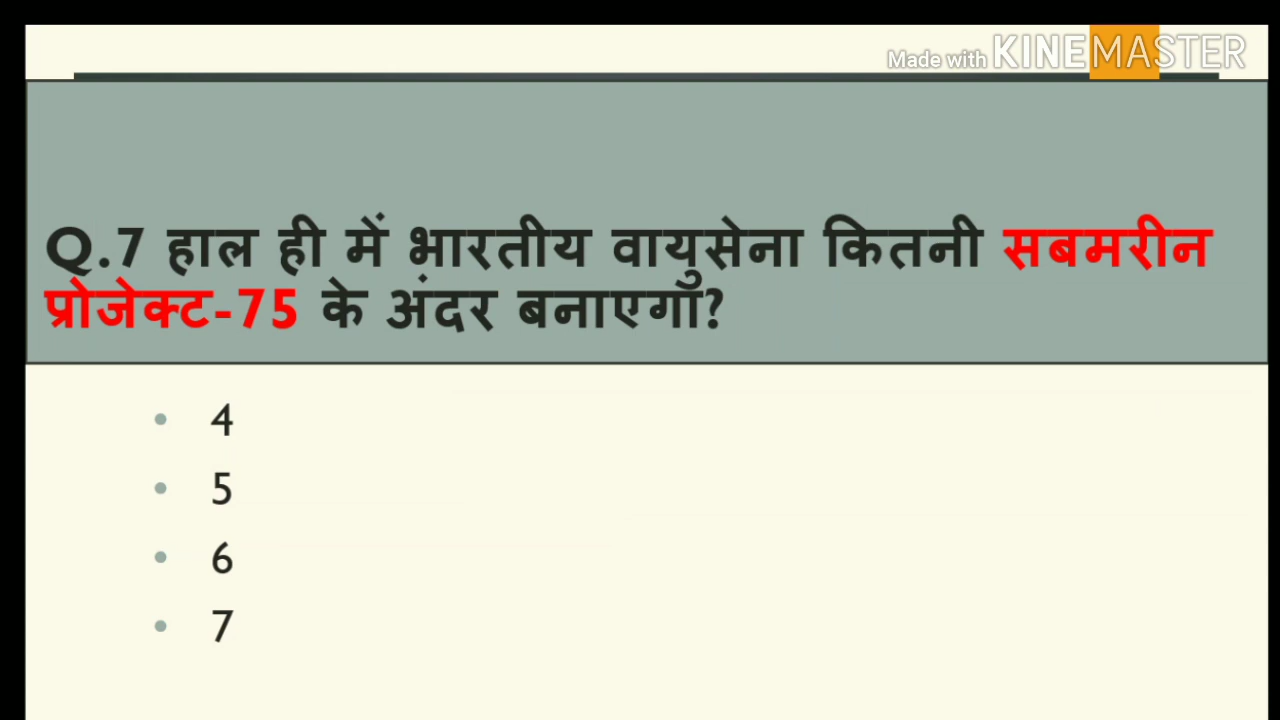 Made with KINEMASTER
Q.7 हाल ही में भारतीय वायुसेना कितनी सबमरीन
प्रोजेक्ट-75 के अंदर बनाएगा?
4
5
6
7